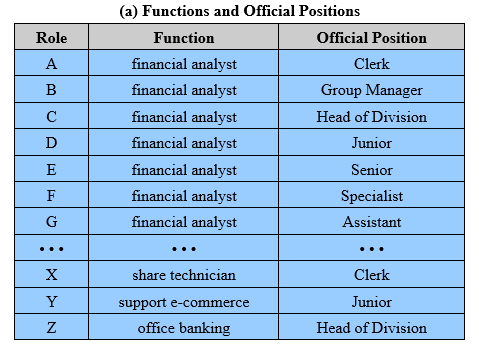 (a) Functions and Official Positions
Role Function Official Position
A financial analyst Clerk
B financial analyst Group Manager
C financial analyst Head of Division
D financial analyst Junior
E financial analyst Senior
F financial analyst Specialist
G financial analyst Assistant
••• ••• •••
X share technician Clerk
Y support e-commerce Junior
Z office banking Head of Division